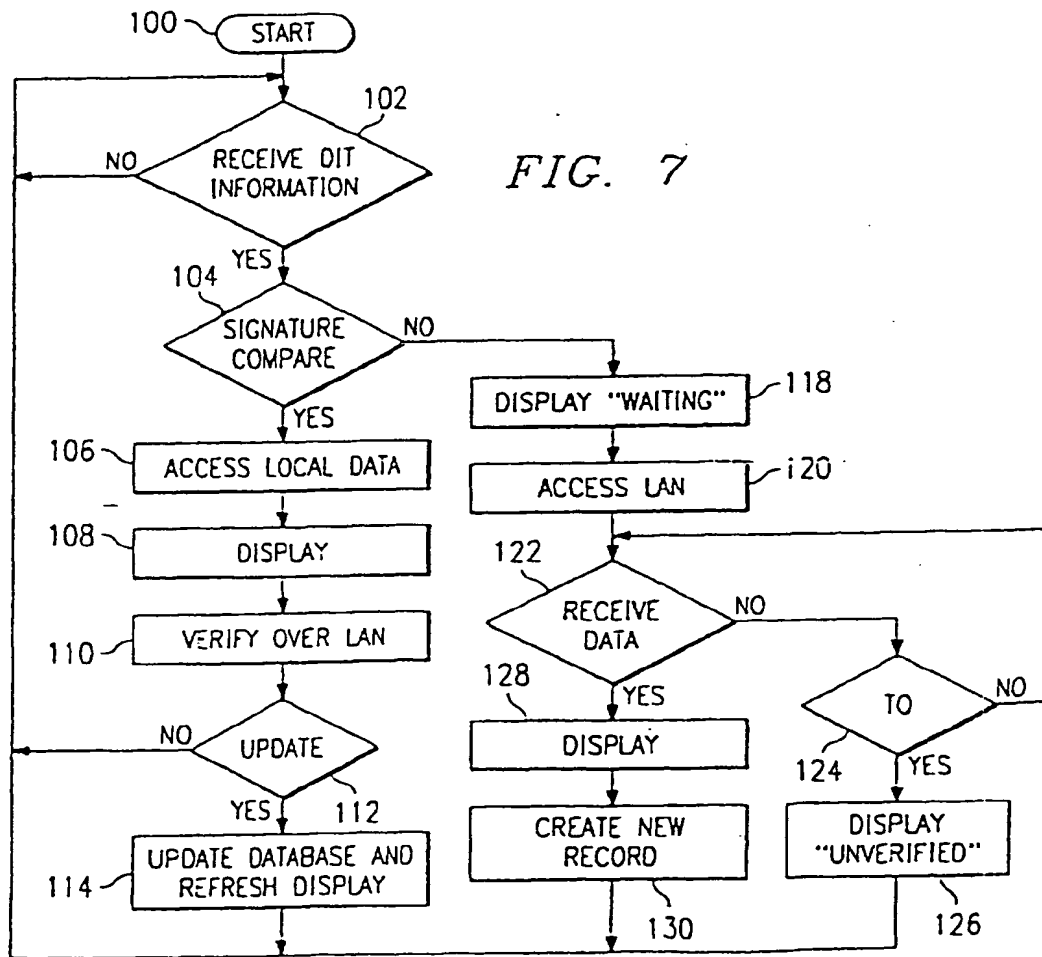 100
START
102
NO
RECEIVE DIT
INFORMATION
FIG. 7
YES
104
SIGNATURE
COMPARE
NO
YES
DISPLAY "WAITING"
118
106
ACCESS LOCAL DATA
ACCESS LAN
120
108
DISPLAY
122
RECEIVE
DATA
NO
110
VERIFY OVER LAN
YES
128
TO
NO
124
NO
UPDATE
112
DISPLAY
YES
YES
114
UPDATE DATABASE AND
REFRESH DISPLAY
CREATE NEW
RECORD
130
DISPLAY
"UNVERIFIED"
126